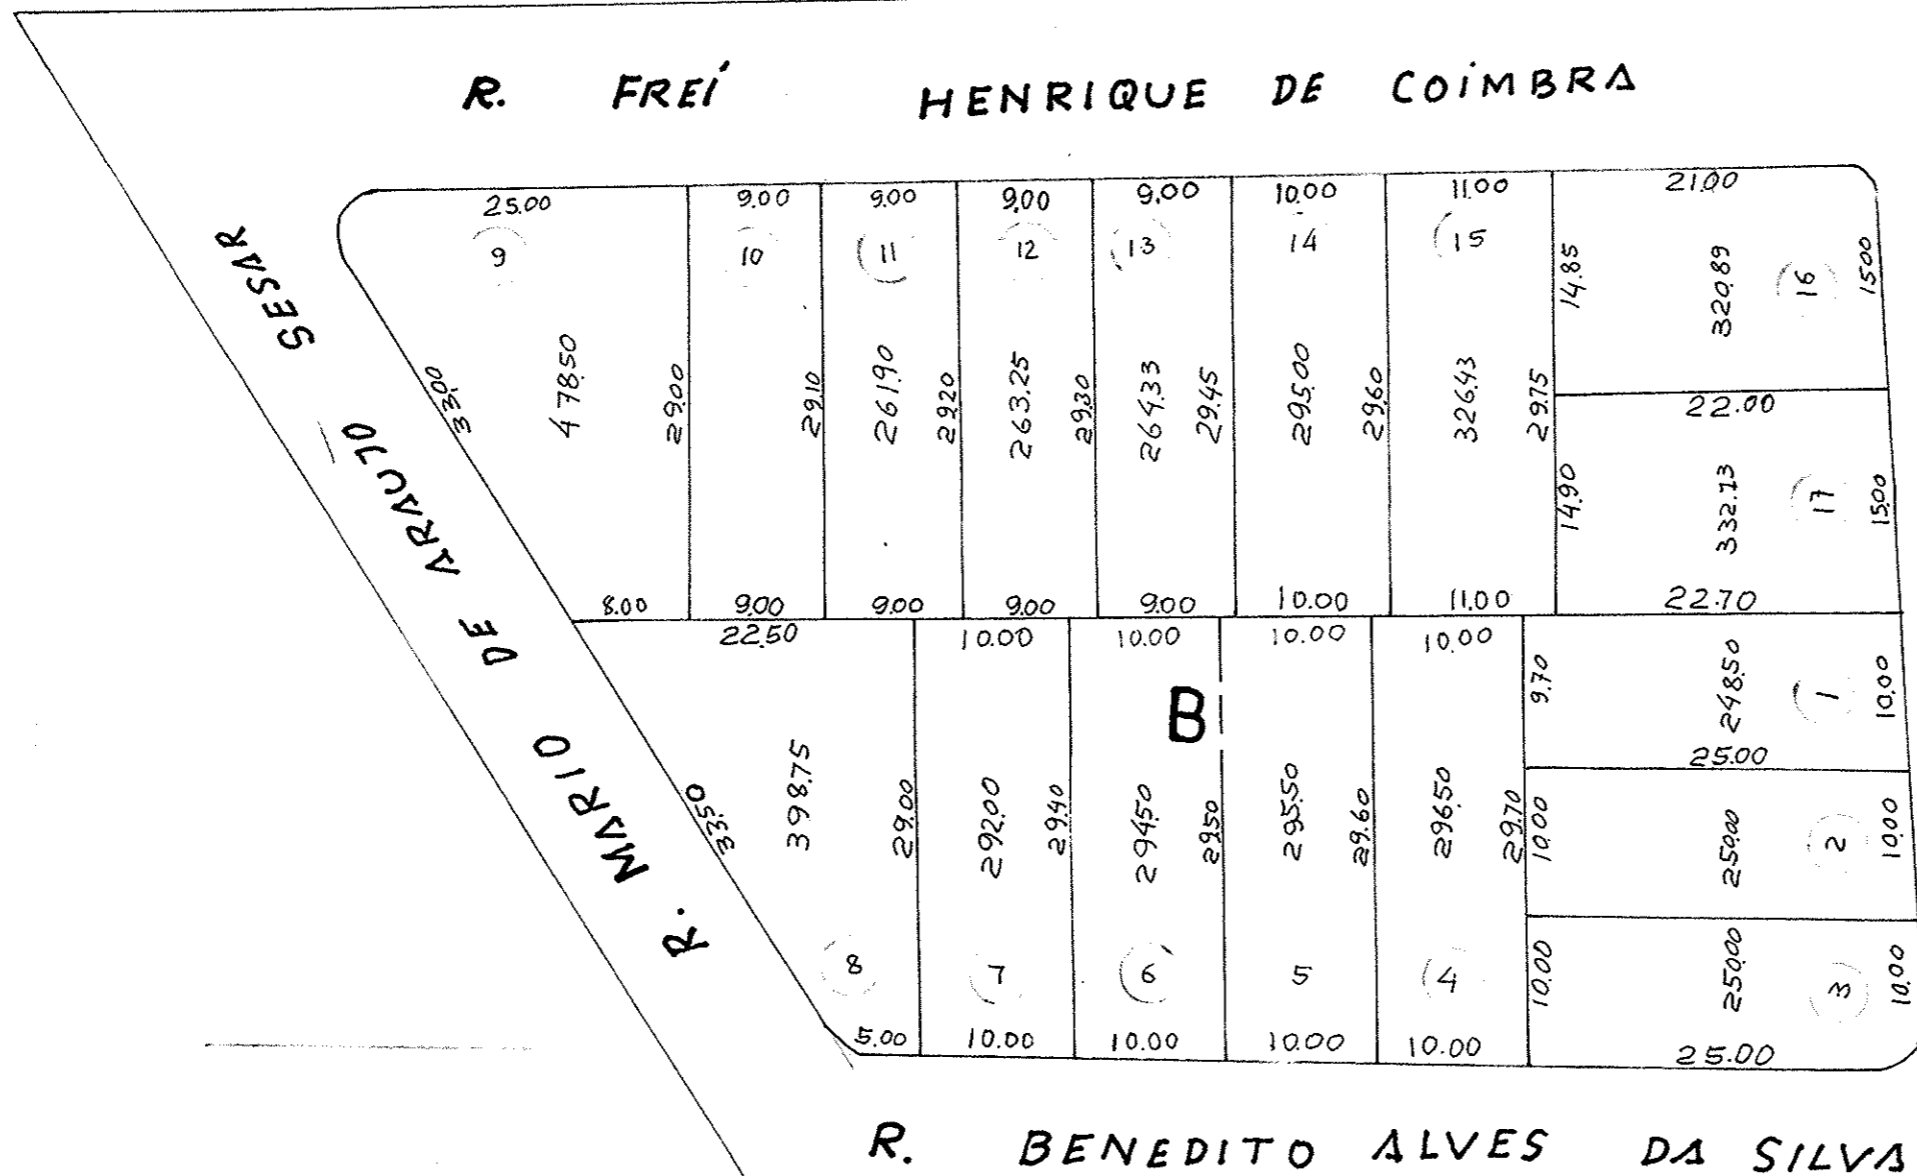 R. FREÍ HENRIQUE DE COIMBRA
25.00 9.00 9.00 9,00 9,00 10.00 11.00 21.00
9 10 11 12 13 14 15
14.85 320.89 16 15.00
33.00 478.50 29.00 29.10 261.90 29.20 263.25 29.30 264.33 29.45 295.00 29.60 326.43 29.75
22.00
14.90 332.73 17 15.00
8.00 9.00 9.00 9.00 9.00 10.00 11.00 22.70
22.50 10.00 10.00 10.00 10.00
9.70 248.50 1 10.00
B
25.00
33.50 398.75 29.00 292.00 29.40 294.50 29.50 295.50 29.60 296.50 29.70
10.00 250.00 2 10.00
8 7 6 5 4
10.00 250.00 3 10.00
5.00 10.00 10.00 10.00 10.00 25.00
R. MARIO DE ARAUJO SESAR
R. BENEDITO ALVES DA SILVA